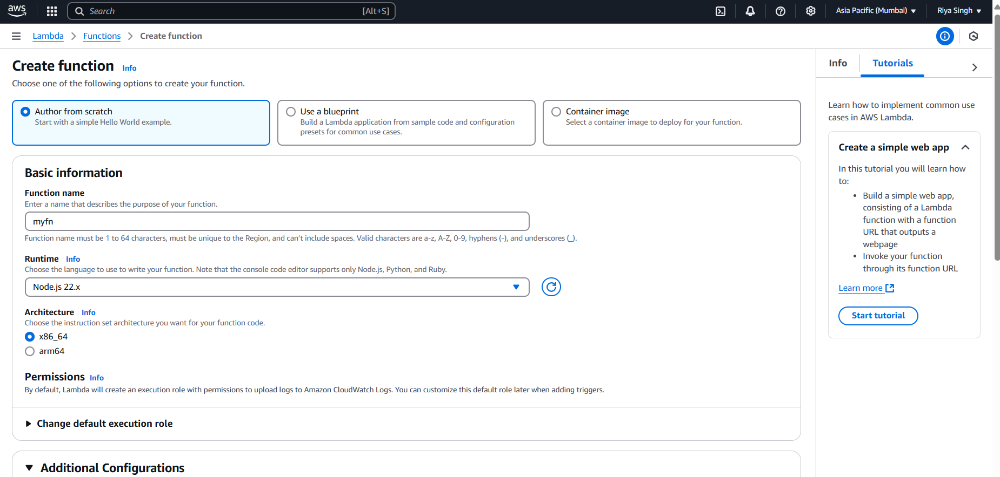 aws
Search
[Alt+S]
Asia Pacific (Mumbai)
Riya Singh
Lambda
Functions
Create function
Create function
Info
Choose one of the following options to create your function.
Author from scratch
Start with a simple Hello World example.
Use a blueprint
Build a Lambda application from sample code and configuration
presets for common use cases.
Container image
Select a container image to deploy for your function.
Basic information
Function name
Enter a name that describes the purpose of your function.
myfn
Function name must be 1 to 64 characters, must be unique to the Region, and can’t include spaces. Valid characters are a-z, A-Z, 0-9, hyphens (-), and underscores (_).
Runtime
Info
Choose the language to use to write your function. Note that the console code editor supports only Node.js, Python, and Ruby.
Node.js 22.x
Architecture
Info
Choose the instruction set architecture you want for your function code.
x86_64
arm64
Permissions
Info
By default, Lambda will create an execution role with permissions to upload logs to Amazon CloudWatch Logs. You can customize this default role later when adding triggers.
Change default execution role
Additional Configurations
Info
Tutorials
Learn how to implement common use
cases in AWS Lambda.
Create a simple web app
In this tutorial you will learn how
to:
• Build a simple web app,
consisting of a Lambda
function with a function
URL that outputs a
webpage
• Invoke your function
through its function URL
Learn more
Start tutorial